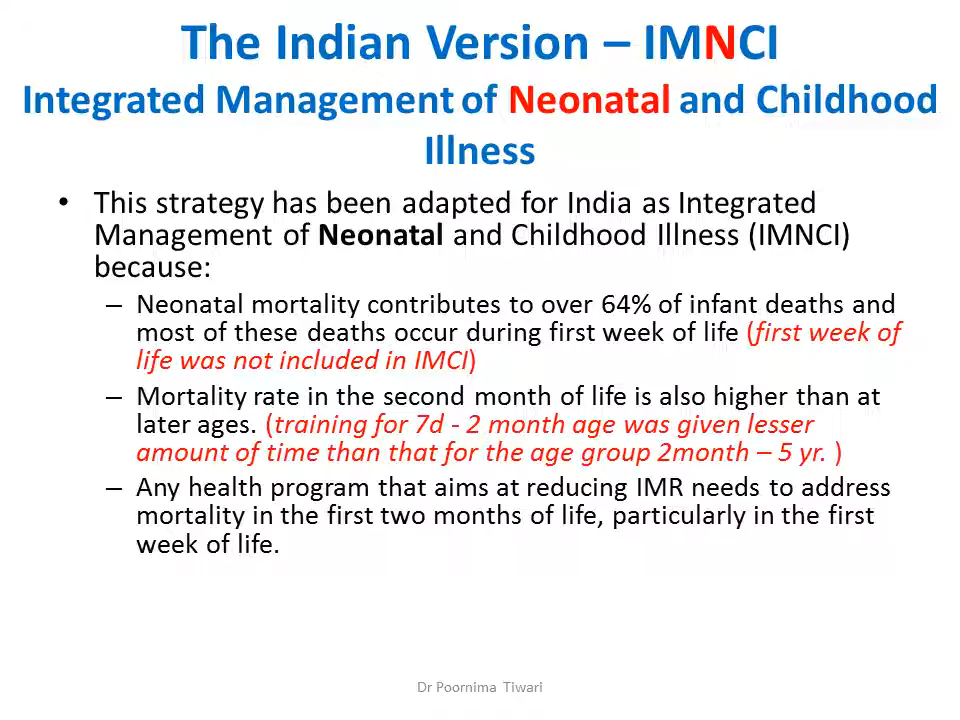 The Indian Version – IMNCI
Integrated Management of Neonatal and Childhood
Illness
• This strategy has been adapted for India as Integrated
Management of Neonatal and Childhood Illness (IMNCI)
because:
– Neonatal mortality contributes to over 64% of infant deaths and
most of these deaths occur during first week of life (first week of
life was not included in IMCI)
– Mortality rate in the second month of life is also higher than at
later ages. (training for 7d - 2 month age was given lesser
amount of time than that for the age group 2month – 5 yr. )
– Any health program that aims at reducing IMR needs to address
mortality in the first two months of life, particularly in the first
week of life.
Dr Poornima Tiwari